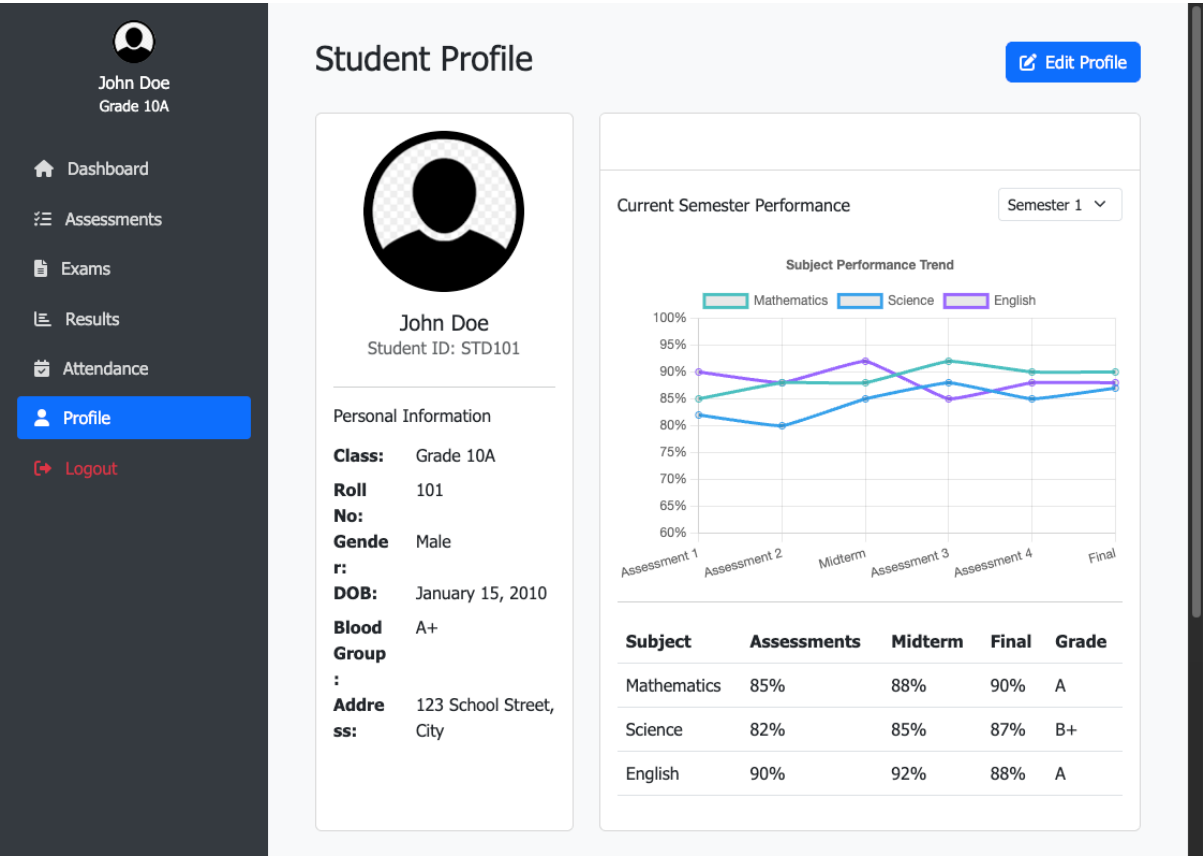 John Doe
Grade 10A
Dashboard
Assessments
Exams
Results
Attendance
Profile
Logout
Student Profile
Edit Profile
John Doe
Student ID: STD101
Personal Information
Class: Grade 10A
Roll 101
No:
Gende Male
r:
DOB: January 15, 2010
Blood A+
Group
:
Addre 123 School Street,
ss: City
Current Semester Performance
Semester 1
Subject Performance Trend
Mathematics Science English
100%
95%
90%
85%
80%
75%
70%
65%
60%
Assessment 1 Assessment 2 Midterm Assessment 3 Assessment 4 Final
Subject Assessments Midterm Final Grade
Mathematics 85% 88% 90% A
Science 82% 85% 87% B+
English 90% 92% 88% A